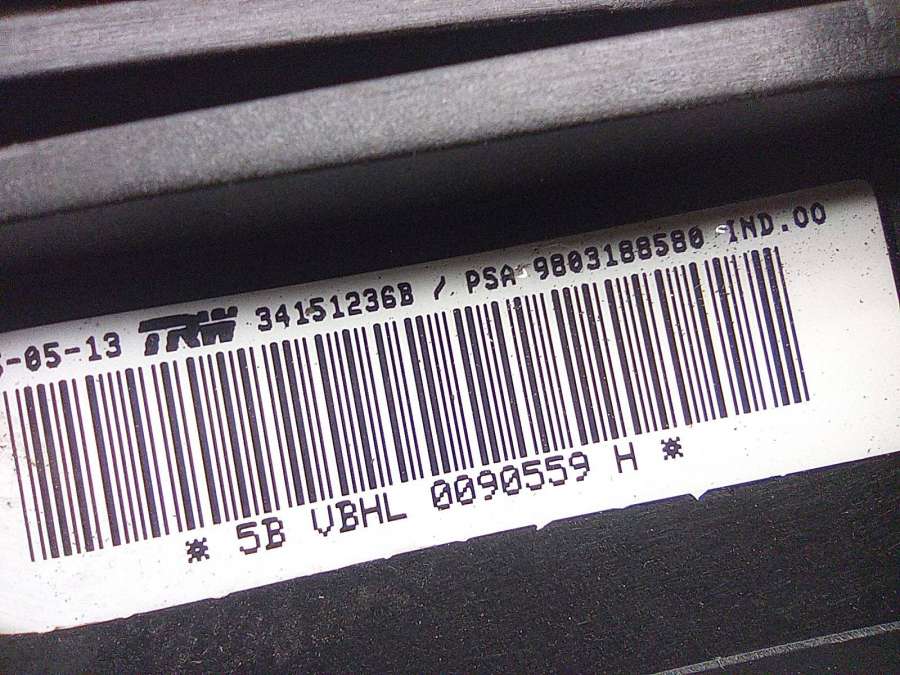 -05-13 TRW 34151236B / PSA 9803188580 IND.00
* 5B VBHL 0090559 H *